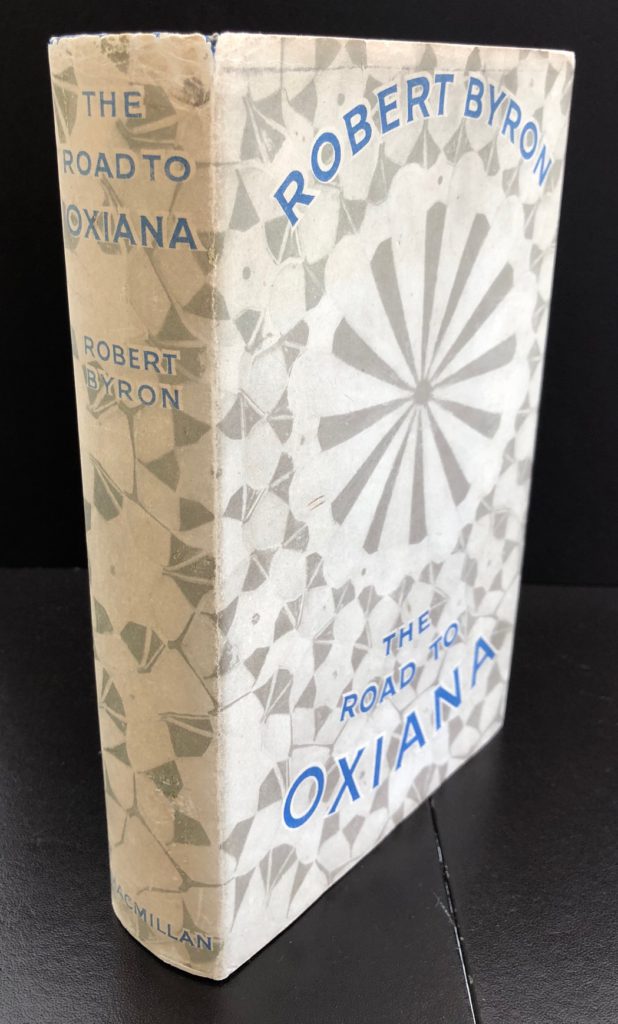 THE
ROAD TO
OXIANA
ROBERT
BYRON
MACMILLAN
ROBERT BYRON
THE
ROAD TO
OXIANA